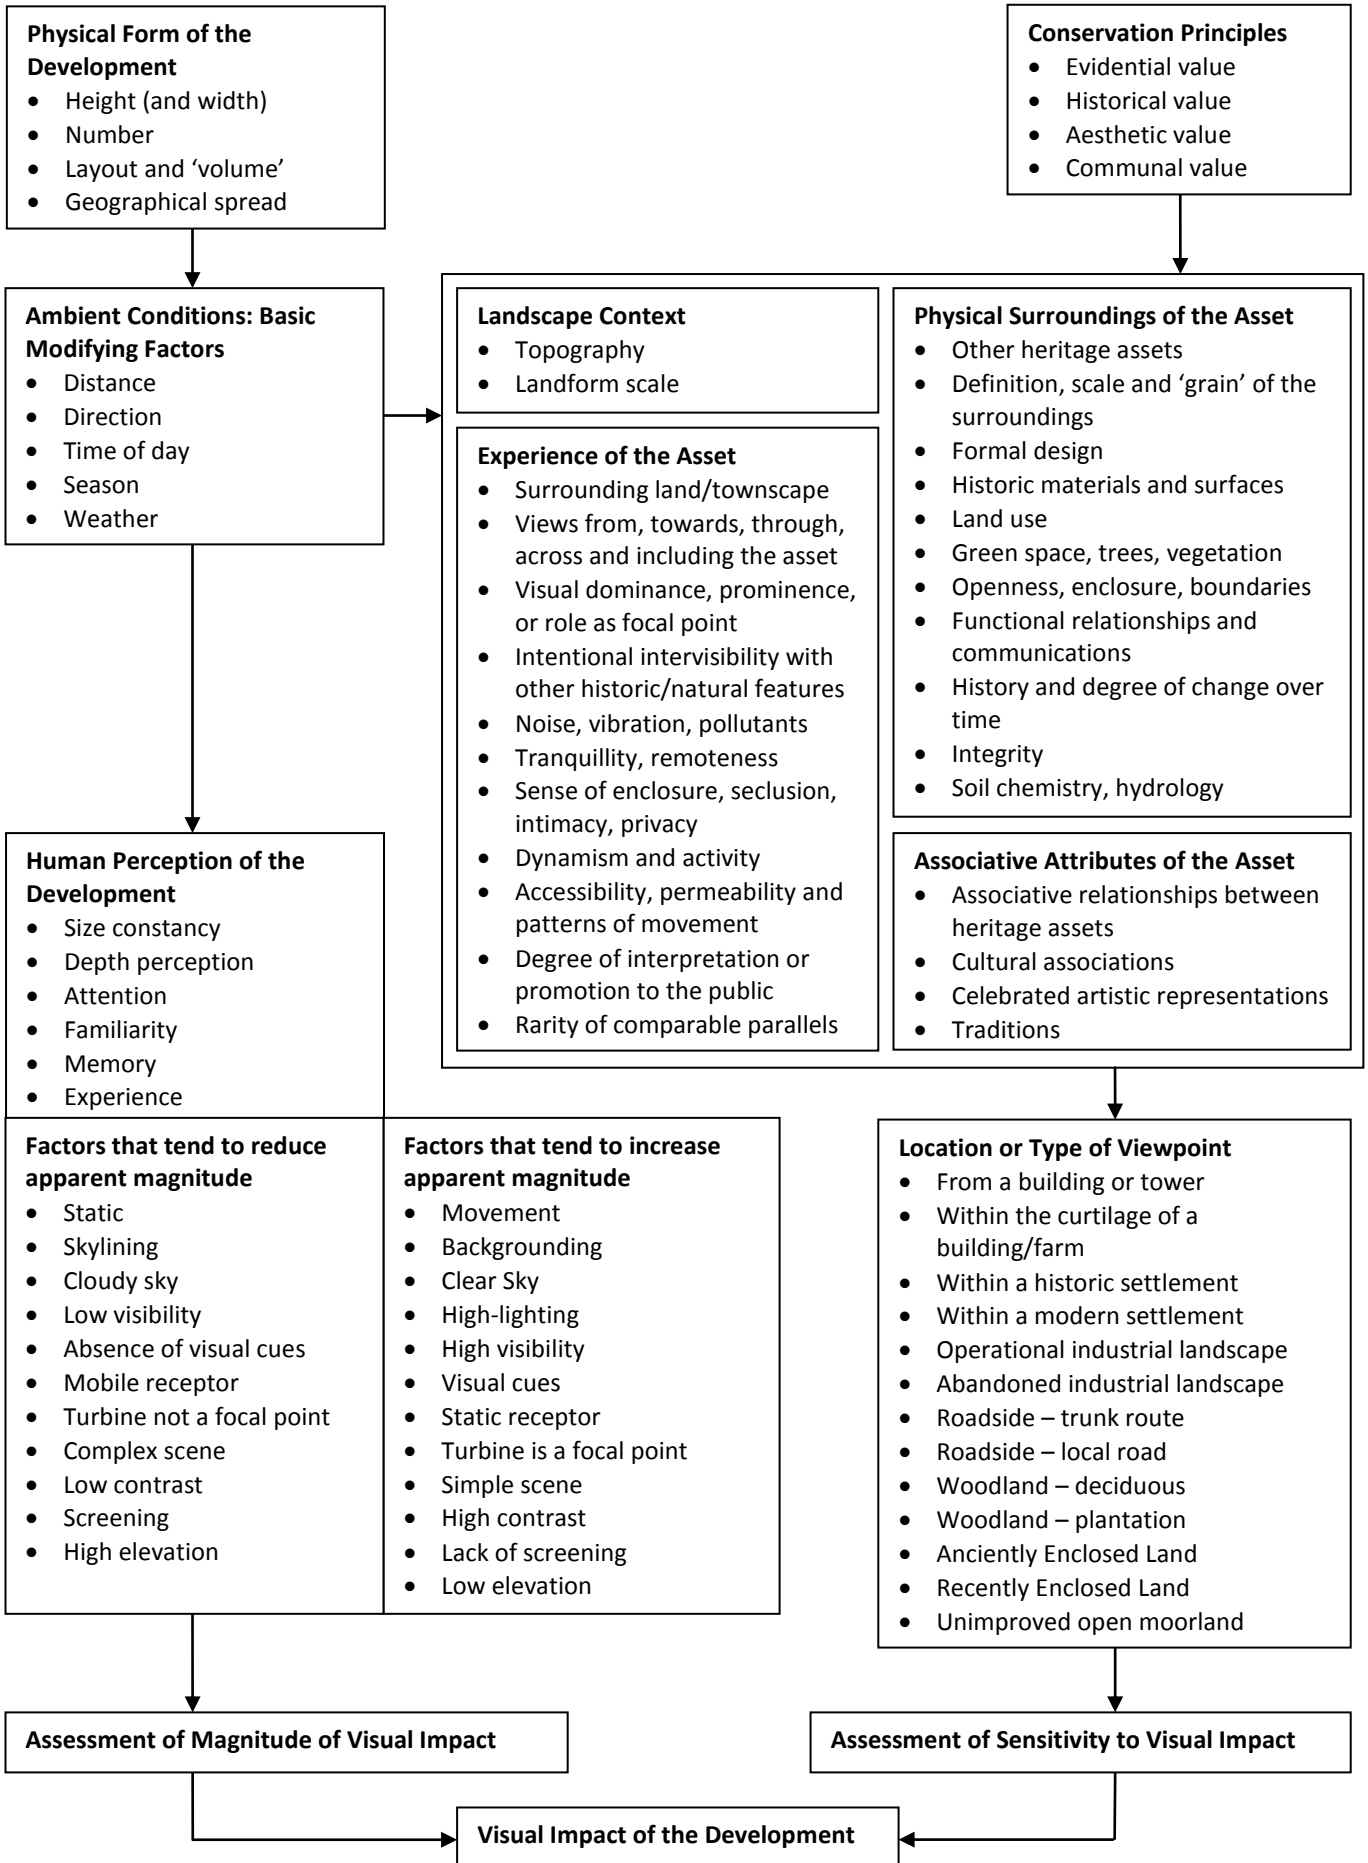 Physical Form of the
Development
• Height (and width)
• Number
• Layout and ‘volume’
• Geographical spread
Conservation Principles
• Evidential value
• Historical value
• Aesthetic value
• Communal value
Ambient Conditions: Basic
Modifying Factors
• Distance
• Direction
• Time of day
• Season
• Weather
Landscape Context
• Topography
• Landform scale
Experience of the Asset
• Surrounding land/townscape
• Views from, towards, through,
across and including the asset
• Visual dominance, prominence,
or role as focal point
• Intentional intervisibility with
other historic/natural features
• Noise, vibration, pollutants
• Tranquillity, remoteness
• Sense of enclosure, seclusion,
intimacy, privacy
• Dynamism and activity
• Accessibility, permeability and
patterns of movement
• Degree of interpretation or
promotion to the public
• Rarity of comparable parallels
Physical Surroundings of the Asset
• Other heritage assets
• Definition, scale and ‘grain’ of the
surroundings
• Formal design
• Historic materials and surfaces
• Land use
• Green space, trees, vegetation
• Openness, enclosure, boundaries
• Functional relationships and
communications
• History and degree of change over
time
• Integrity
• Soil chemistry, hydrology
Associative Attributes of the Asset
• Associative relationships between
heritage assets
• Cultural associations
• Celebrated artistic representations
• Traditions
Human Perception of the
Development
• Size constancy
• Depth perception
• Attention
• Familiarity
• Memory
• Experience
Factors that tend to reduce
apparent magnitude
• Static
• Skylining
• Cloudy sky
• Low visibility
• Absence of visual cues
• Mobile receptor
• Turbine not a focal point
• Complex scene
• Low contrast
• Screening
• High elevation
Factors that tend to increase
apparent magnitude
• Movement
• Backgrounding
• Clear Sky
• High-lighting
• High visibility
• Visual cues
• Static receptor
• Turbine is a focal point
• Simple scene
• High contrast
• Lack of screening
• Low elevation
Location or Type of Viewpoint
• From a building or tower
• Within the curtilage of a
building/farm
• Within a historic settlement
• Within a modern settlement
• Operational industrial landscape
• Abandoned industrial landscape
• Roadside – trunk route
• Roadside – local road
• Woodland – deciduous
• Woodland – plantation
• Anciently Enclosed Land
• Recently Enclosed Land
• Unimproved open moorland
Assessment of Magnitude of Visual Impact
Assessment of Sensitivity to Visual Impact
Visual Impact of the Development